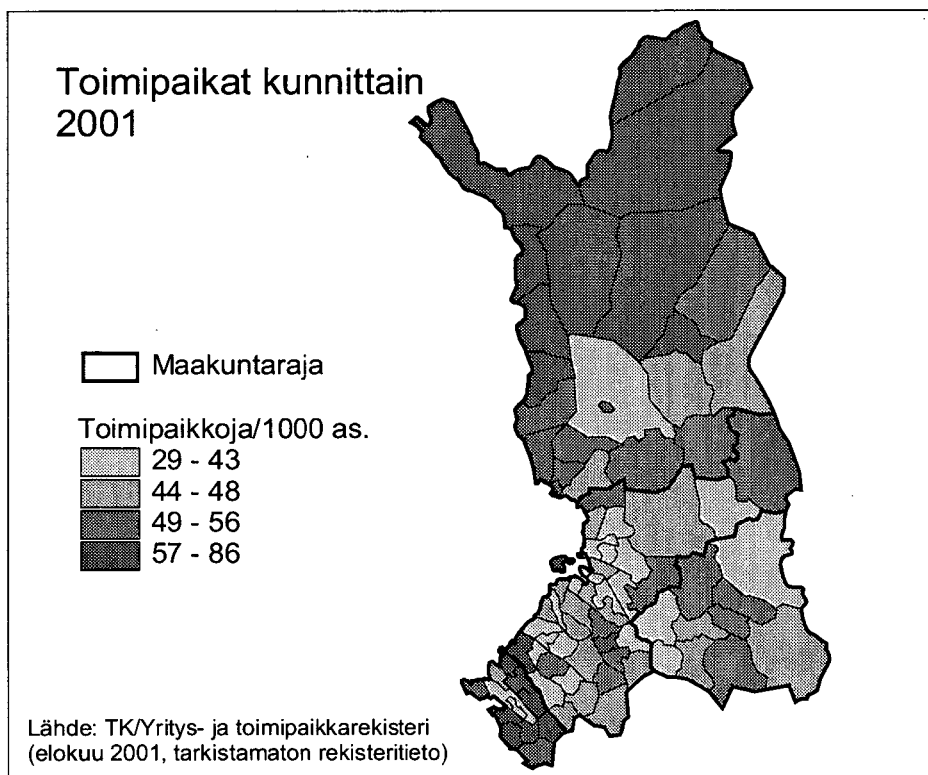 Toimipaikat kunnittain
2001
Maakuntaraja
Toimipaikkoja/1000 as.
29 - 43
44 - 48
49 - 56
57 - 86
Lähde: TK/Yritys- ja toimipaikkarekisteri
(elokuu 2001, tarkistamaton rekisteritieto)